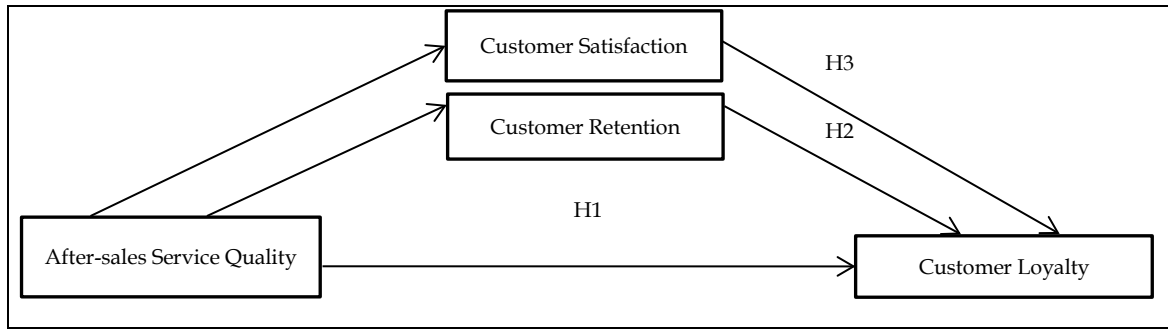 Customer Satisfaction
H3
Customer Retention
H2
H1
After-sales Service Quality
Customer Loyalty